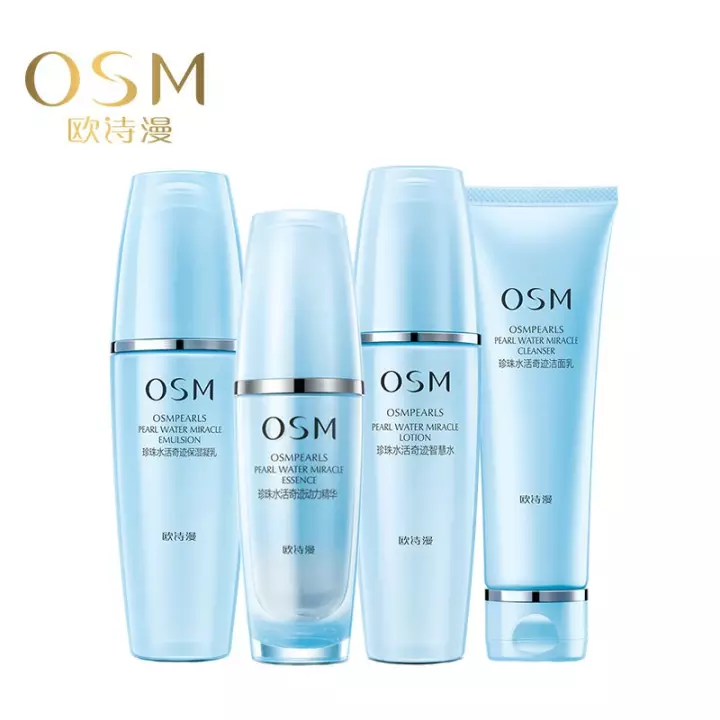 OSM
欧诗漫
OSM
OSMPEARLS
PEARL WATER MIRACLE
EMULSION
珍珠水活奇迹保湿凝乳
欧诗漫
OSM
OSMPEARLS
PEARL WATER MIRACLE
ESSENCE
珍珠水活奇迹动力精华
欧诗漫
OSM
OSMPEARLS
PEARL WATER MIRACLE
LOTION
珍珠水活奇迹智慧水
欧诗漫
OSM
OSMPEARLS
PEARL WATER MIRACLE
CLEANSER
珍珠水活奇迹洁面乳
欧诗漫